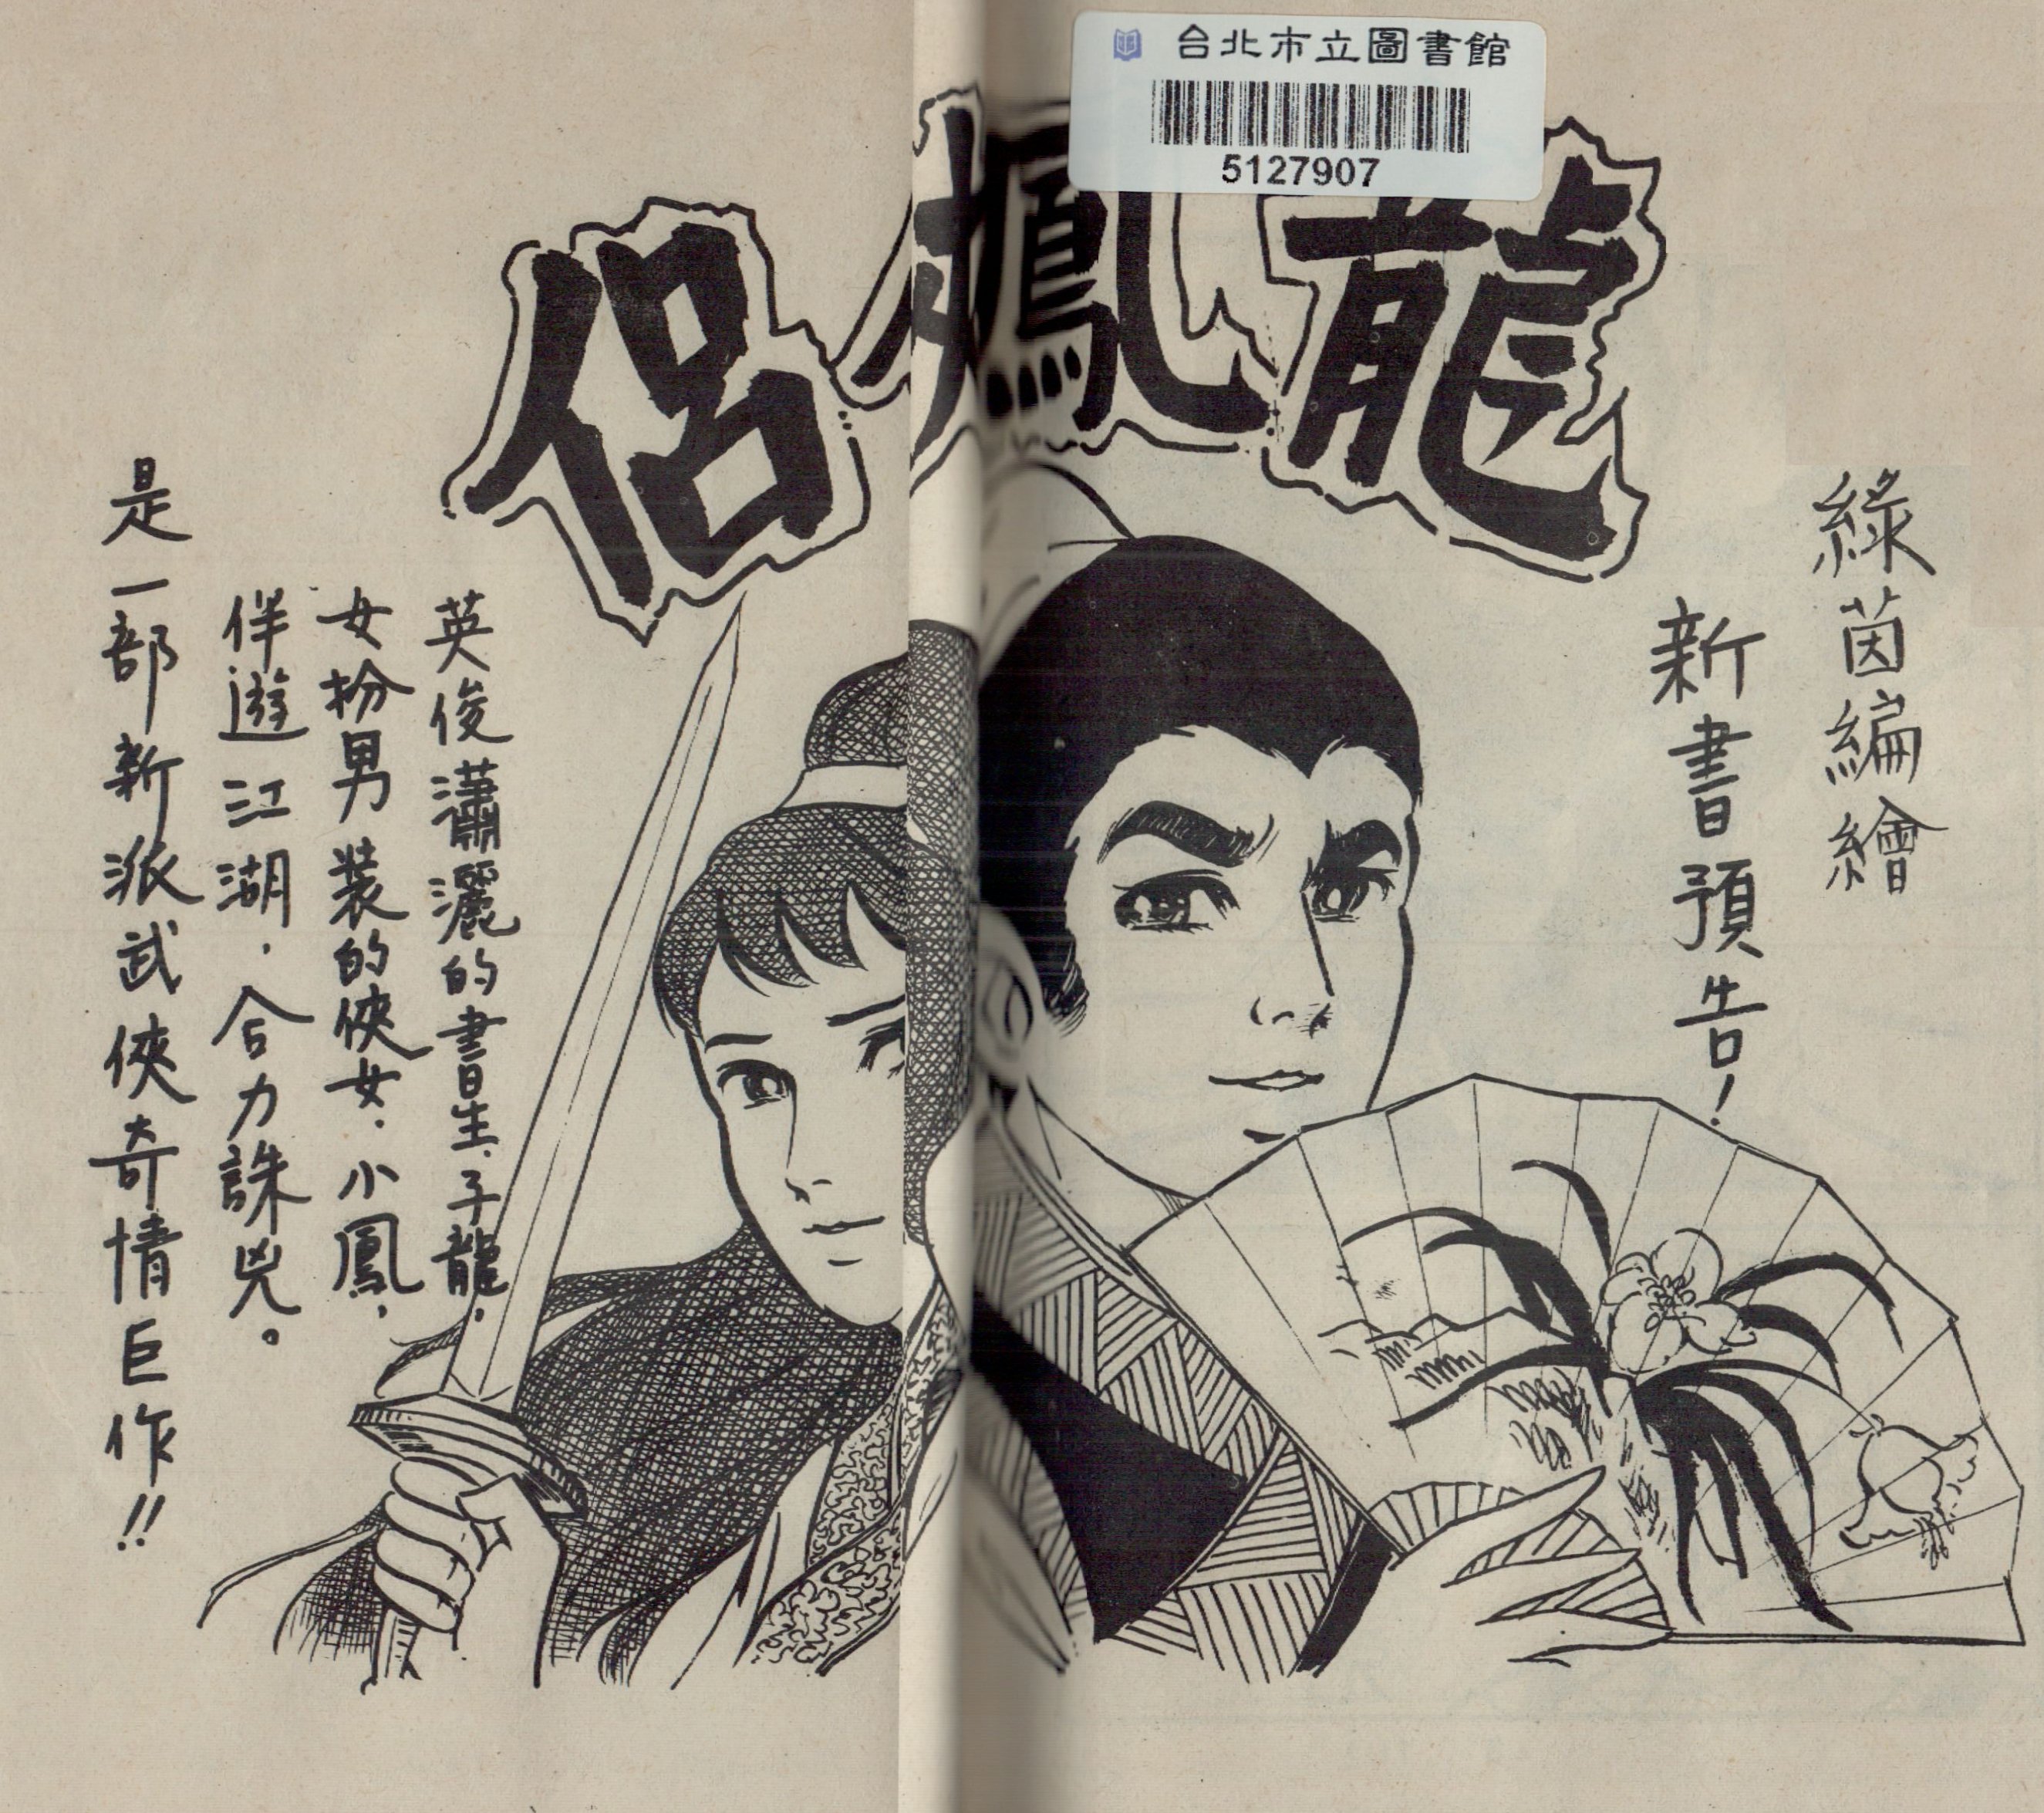 台北市立圖書館
5127907
龍鳳侶
綠茵編繪
新書預告!
英俊瀟灑的書生.子龍.
女扮男裝的俠女.小鳳,
伴遊江湖.合力誅兇。
是一部新派武俠奇情巨作!!